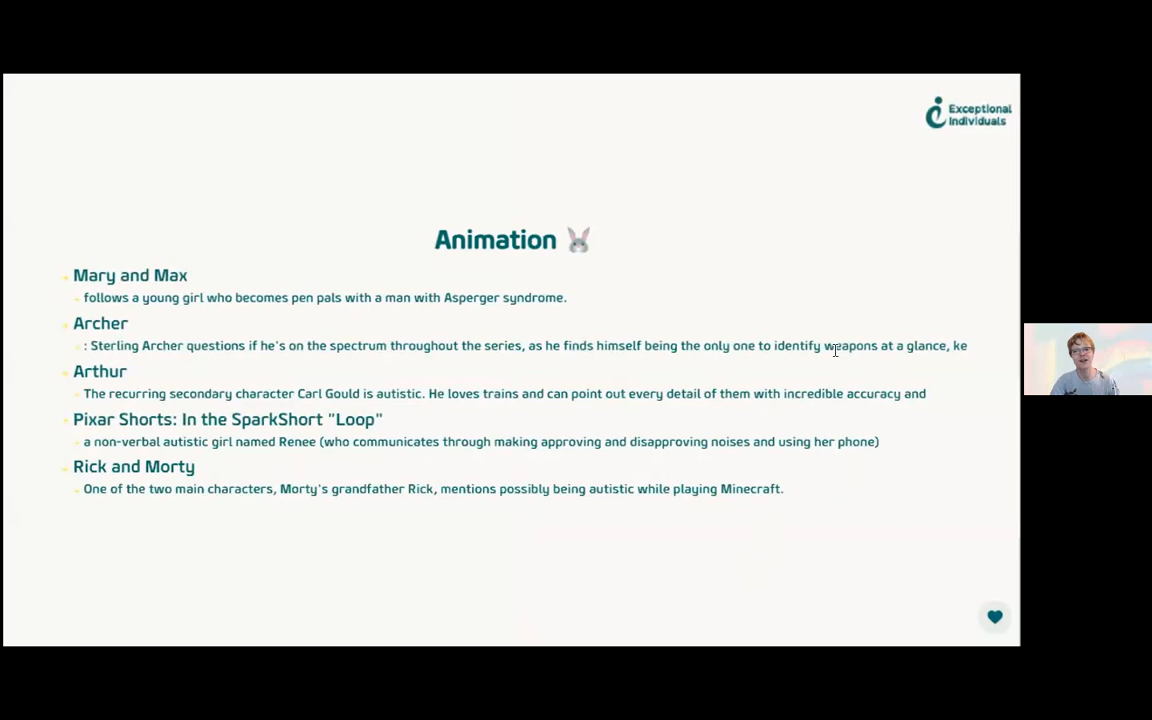 Exceptional
Individuals
Animation
Mary and Max
follows a young girl who becomes pen pals with a man with Asperger syndrome.
Archer
: Sterling Archer questions if he's on the spectrum throughout the series, as he finds himself being the only one to identify weapons at a glance, ke
Arthur
The recurring secondary character Carl Gould is autistic. He loves trains and can point out every detail of them with incredible accuracy and
Pixar Shorts: In the SparkShort "Loop"
a non-verbal autistic girl named Renee (who communicates through making approving and disapproving noises and using her phone)
Rick and Morty
One of the two main characters, Morty's grandfather Rick, mentions possibly being autistic while playing Minecraft.